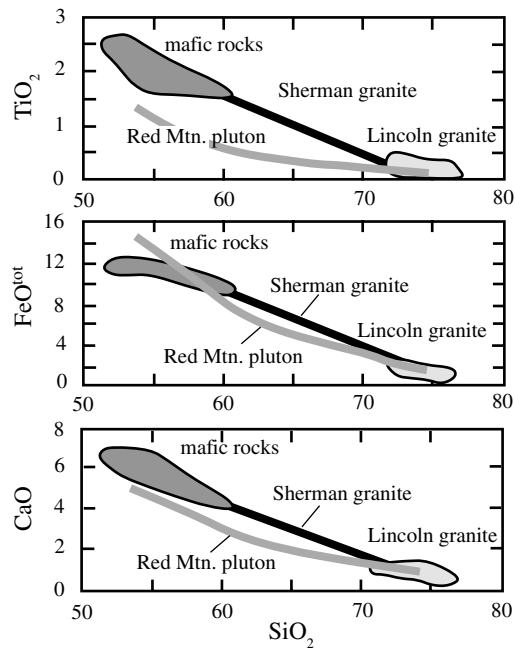 3
mafic rocks
2
TiO2
Sherman granite
1
Red Mtn. pluton
Lincoln granite
0
50 60 70 80
16
mafic rocks
12
FeOtot
Sherman granite
8
Lincoln granite
4
Red Mtn. pluton
0
50 60 70 80
8
mafic rocks
6
CaO
Sherman granite
4
Lincoln granite
2
Red Mtn. pluton
0
50 60 70 80
SiO2